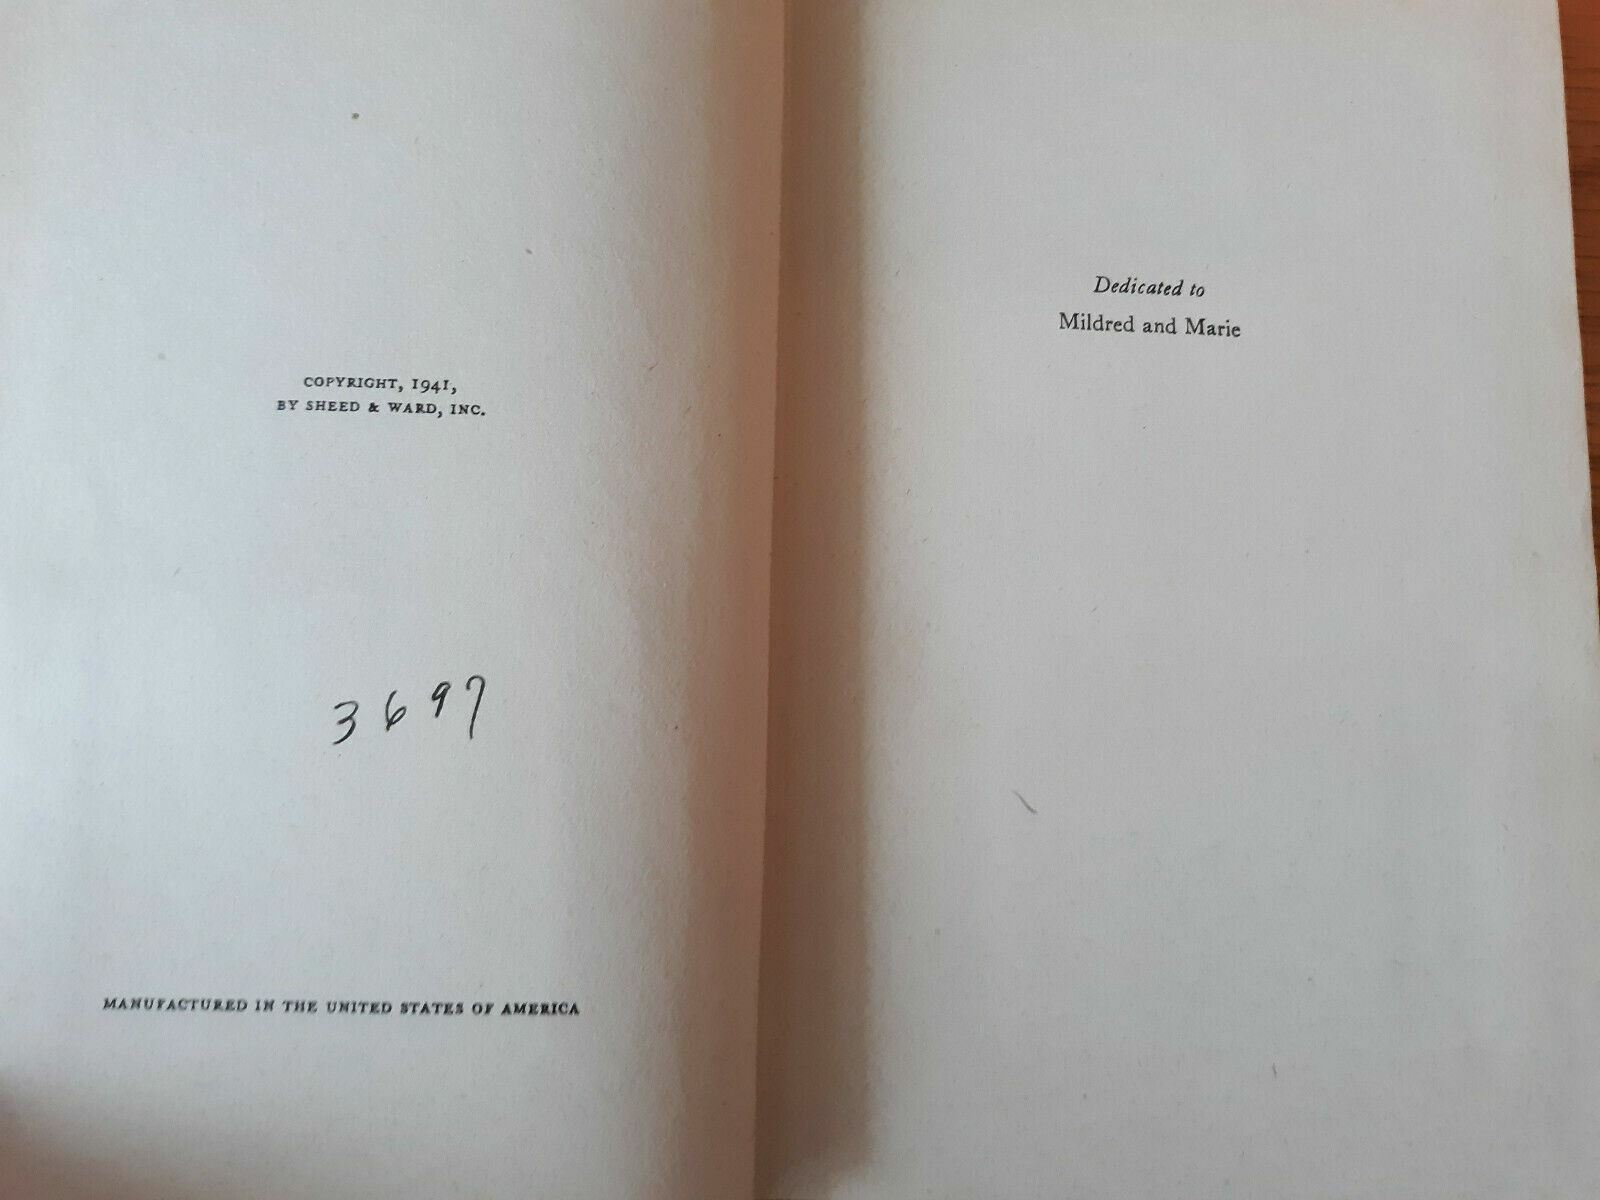 COPYRIGHT, 1941,
BY SHEED & WARD, INC.
3697
MANUFACTURED IN THE UNITED STATES OF AMERICA
Dedicated to
Mildred and Marie